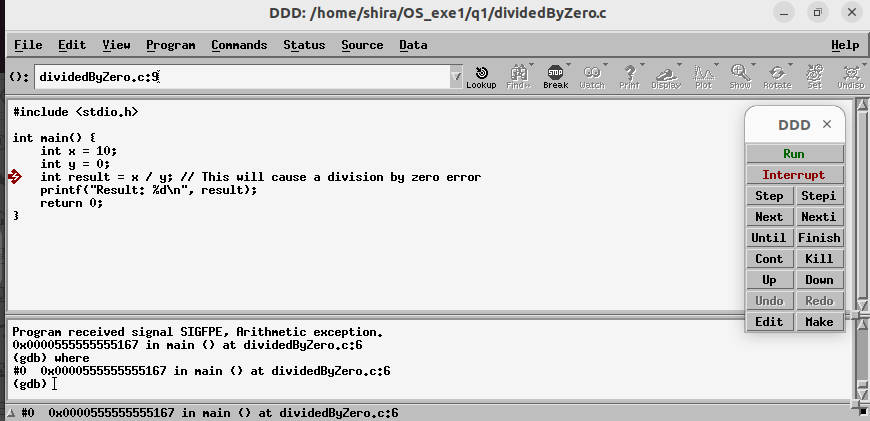 DDD: /home/shira/OS_exe1/q1/dividedByZero.c
File Edit View Program Commands Status Source Data Help
(): dividedByZero.c:9
Lookup Find>> Break Watch Print Display Plot Show Rotate Set Undisp
#include <stdio.h>
int main() {
    int x = 10;
    int y = 0;
    int result = x / y; // This will cause a division by zero error
    printf("Result: %d\n", result);
    return 0;
}
DDD
Run
Interrupt
Step Stepi
Next Nexti
Until Finish
Cont Kill
Up Down
Undo Redo
Edit Make
Program received signal SIGFPE, Arithmetic exception.
0x0000555555555167 in main () at dividedByZero.c:6
(gdb) where
#0  0x0000555555555167 in main () at dividedByZero.c:6
(gdb)
#0  0x0000555555555167 in main () at dividedByZero.c:6